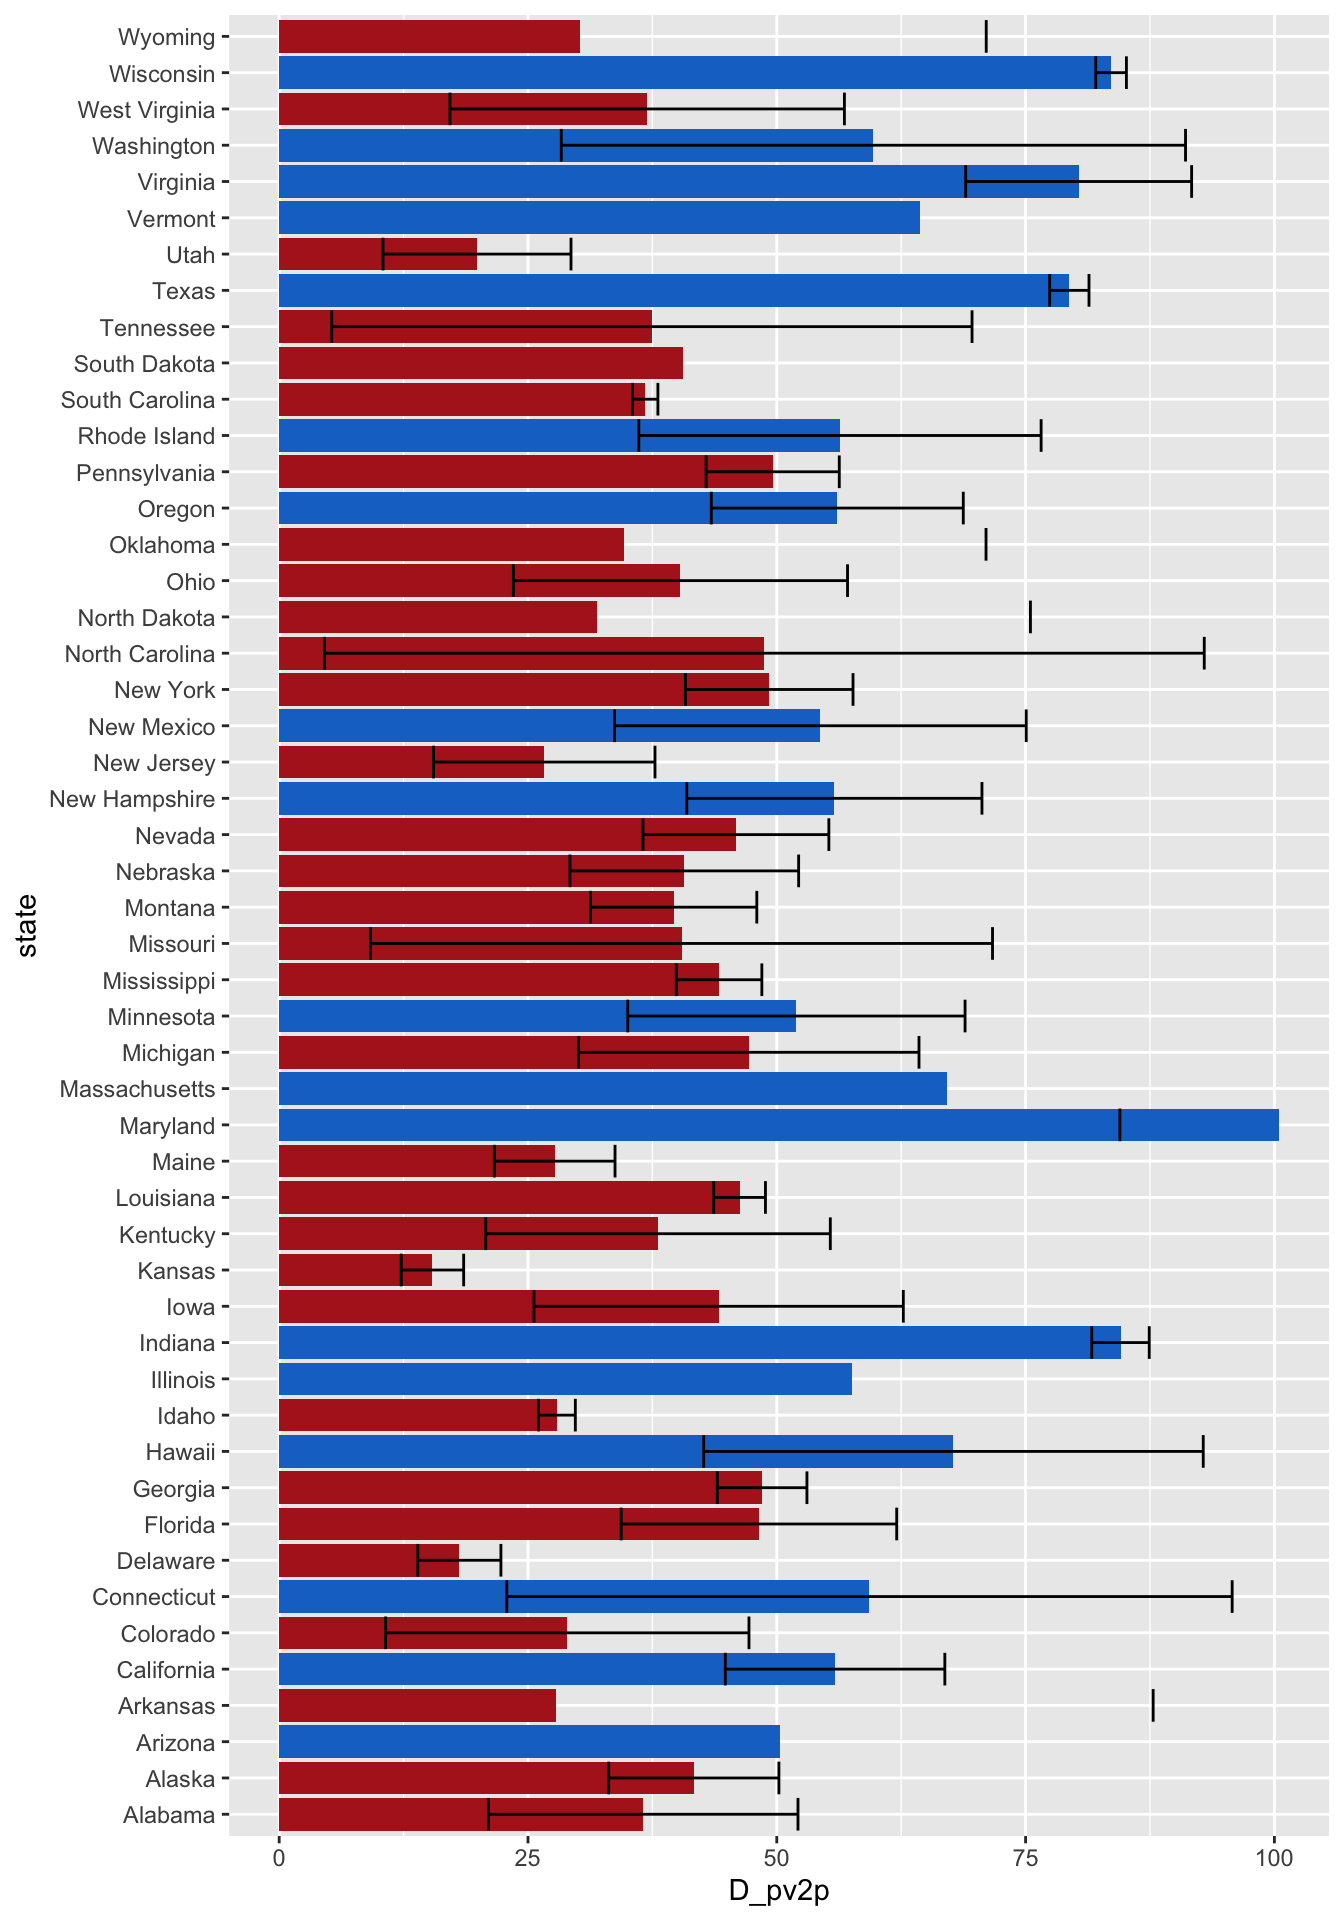 Wyoming
Wisconsin
West Virginia
Washington
Virginia
Vermont
Utah
Texas
Tennessee
South Dakota
South Carolina
Rhode Island
Pennsylvania
Oregon
Oklahoma
Ohio
North Dakota
North Carolina
New York
New Mexico
New Jersey
New Hampshire
Nevada
Nebraska
Montana
Missouri
Mississippi
Minnesota
Michigan
Massachusetts
Maryland
Maine
Louisiana
Kentucky
Kansas
Iowa
Indiana
Illinois
Idaho
Hawaii
Georgia
Florida
Delaware
Connecticut
Colorado
California
Arkansas
Arizona
Alaska
Alabama
state
0 25 50 75 100
D_pv2p